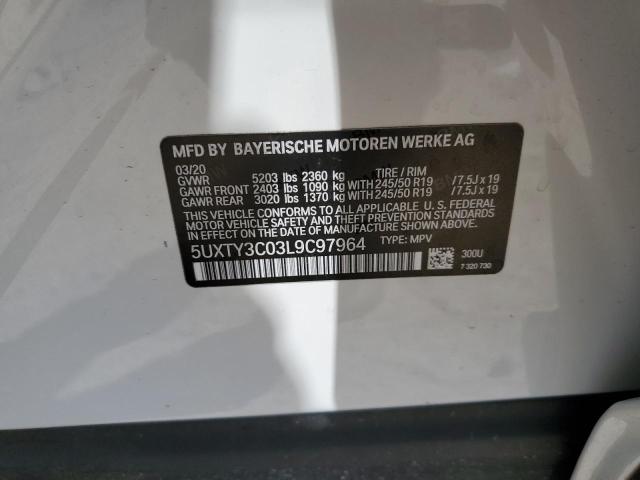 MFD BY BAYERISCHE MOTOREN WERKE AG
03/20
GVWR 5203 lbs 2360 kg TIRE / RIM
GAWR FRONT 2403 lbs 1090 kg WITH 245/50 R19 /7.5J x 19
GAWR REAR 3020 lbs 1370 kg WITH 245/50 R19 /7.5J x 19
THIS VEHICLE CONFORMS TO ALL APPLICABLE U. S. FEDERAL
MOTOR VEHICLE SAFETY AND THEFT PREVENTION STANDARDS
IN EFFECT ON THE DATE OF MANUFACTURE SHOWN ABOVE.
5UXTY3C03L9C97964 TYPE: MPV
300U
7 320 730